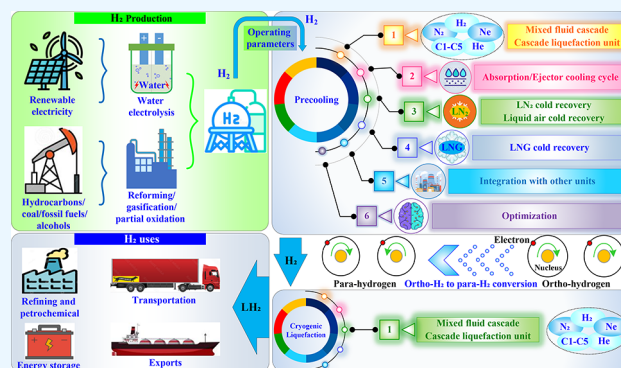 H₂ Production
Renewable
electricity
Water
Water
electrolysis
Hydrocarbons/
coal/fossil fuels/
alcohols
Reforming/
gasification/
partial oxidation
H₂
H₂
Operating
parameters
H₂
Precooling
1
H₂
N₂
Ne
C1-C5
He
Mixed fluid cascade
Cascade liquefaction unit
2
Absorption/Ejector cooling cycle
3
LN₂
LN₂ cold recovery
Liquid air cold recovery
4
LNG
LNG cold recovery
5
Integration with other units
6
Optimization
H₂ uses
Refining and
petrochemical
Transportation
Energy storage
Exports
LH₂
H₂
Electron
Nucleus
Para-hydrogen
Ortho-H₂ to para-H₂ conversion
Ortho-hydrogen
Cryogenic
Liquefaction
1
Mixed fluid cascade
Cascade liquefaction unit
H₂
N₂
Ne
C1-C5
He